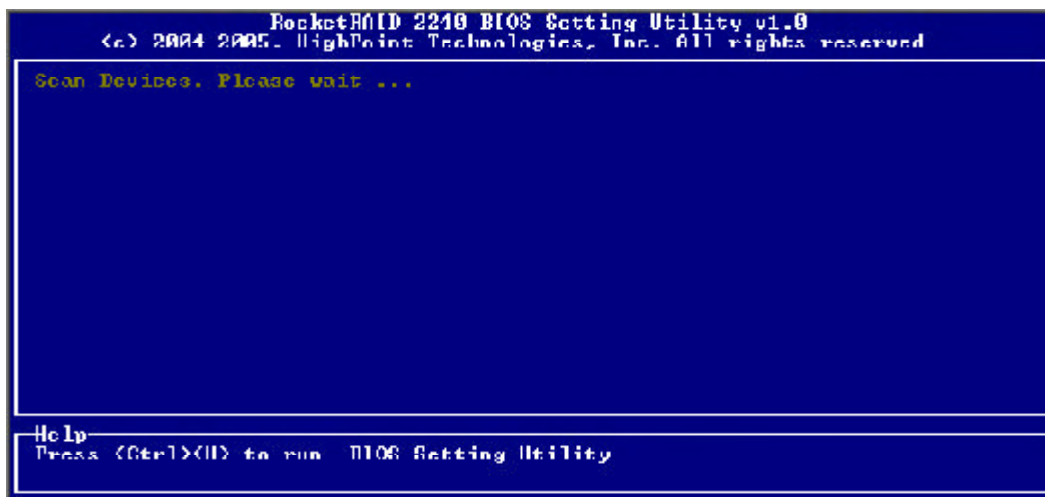 RocketRAID 2240 BIOS Setting Utility v1.0
(c) 2004-2005. HighPoint Technologies, Inc. All rights reserved
Scan Devices. Please wait ...
Help
Press <Ctrl><H> to run BIOS Setting Utility